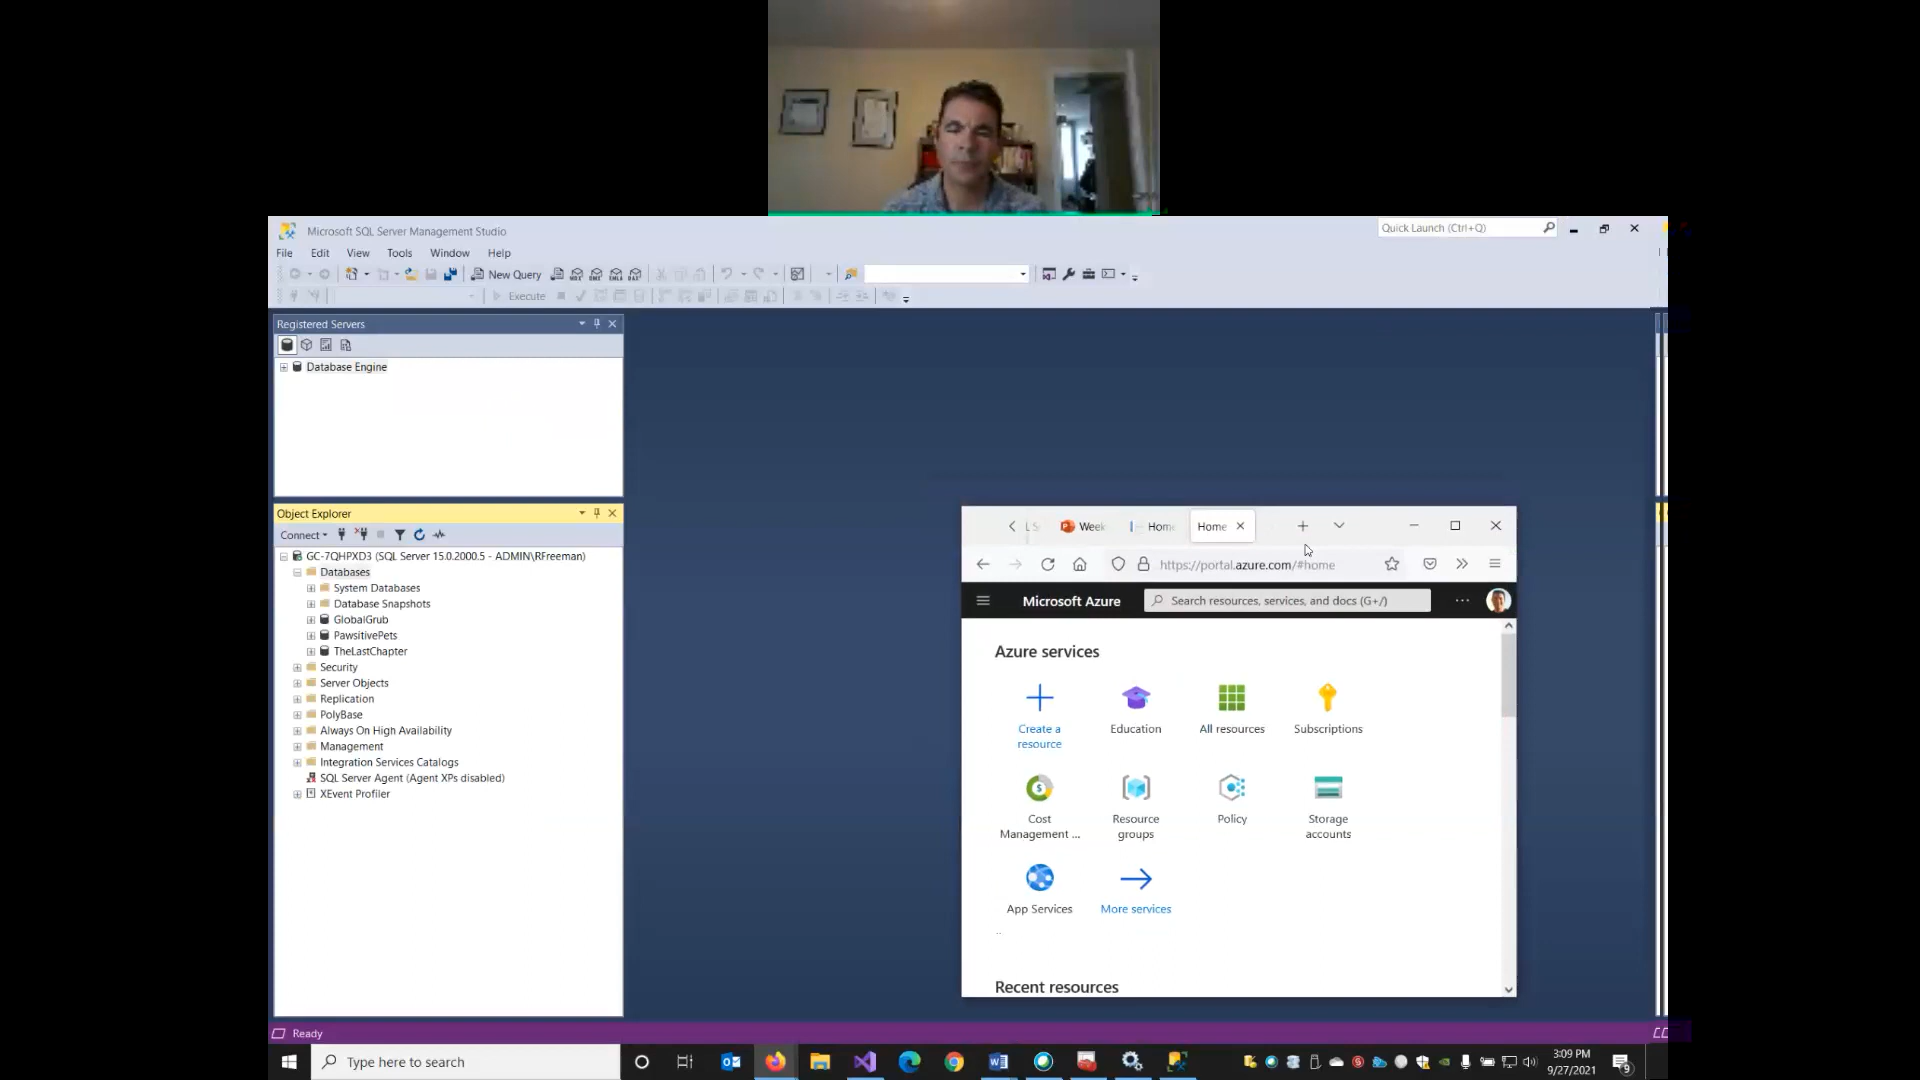 Microsoft SQL Server Management Studio
Quick Launch (Ctrl+Q)
File Edit View Tools Window Help
New Query
Execute
Registered Servers
Database Engine
Object Explorer
Connect
GC-7QHPXD3 (SQL Server 15.0.2000.5 - ADMIN\RFreeman)
Databases
System Databases
Database Snapshots
GlobalGrub
PawsitivePets
TheLastChapter
Security
Server Objects
Replication
PolyBase
Always On High Availability
Management
Integration Services Catalogs
SQL Server Agent (Agent XPs disabled)
XEvent Profiler
Week Home Home
https://portal.azure.com/#home
Microsoft Azure
Search resources, services, and docs (G+/)
Azure services
Create a resource
Education
All resources
Subscriptions
Cost Management ...
Resource groups
Policy
Storage accounts
App Services
More services
Recent resources
Ready
Type here to search
3:09 PM
9/27/2021